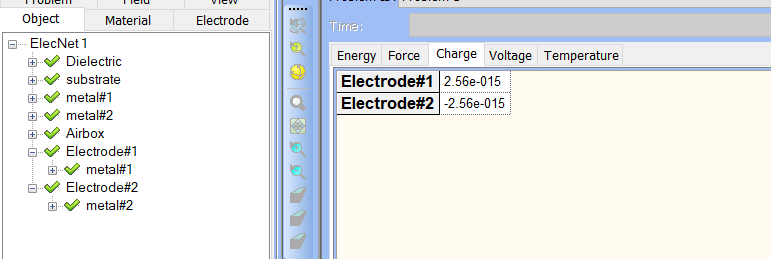 Problem Field View
Object Material Electrode
ElecNet 1
Dielectric
substrate
metal#1
metal#2
Airbox
Electrode#1
metal#1
Electrode#2
metal#2
Time:
Energy Force Charge Voltage Temperature
Electrode#1 2.56e-015
Electrode#2 -2.56e-015